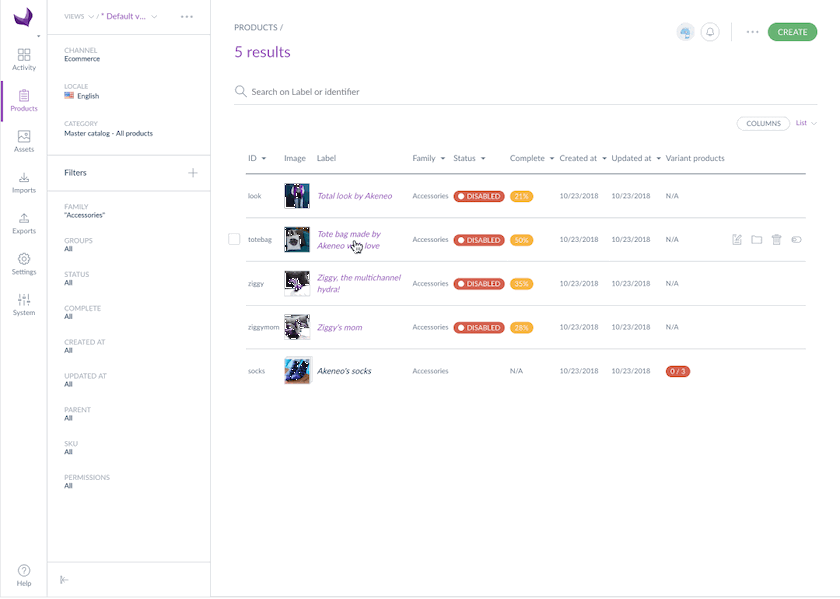 VIEWS / * Default v...
Activity
Products
Assets
Imports
Exports
Settings
System
Help
CHANNEL
Ecommerce
LOCALE
English
CATEGORY
Master catalog - All products
Filters
FAMILY
"Accessories"
GROUPS
All
STATUS
All
COMPLETE
All
CREATED AT
All
UPDATED AT
All
PARENT
All
SKU
All
PERMISSIONS
All
PRODUCTS /
CREATE
5 results
Search on Label or identifier
COLUMNS List
ID Image Label Family Status Complete Created at Updated at Variant products
look Total look by Akeneo Accessories DISABLED 21% 10/23/2018 10/23/2018 N/A
totebag Tote bag made by
Akeneo love Accessories DISABLED 50% 10/23/2018 10/23/2018 N/A
ziggy Ziggy, the multichannel
hydra! Accessories DISABLED 35% 10/23/2018 10/23/2018 N/A
ziggymom Ziggy's mom Accessories DISABLED 28% 10/23/2018 10/23/2018 N/A
socks Akeneo's socks Accessories N/A 10/23/2018 10/23/2018 0 / 3